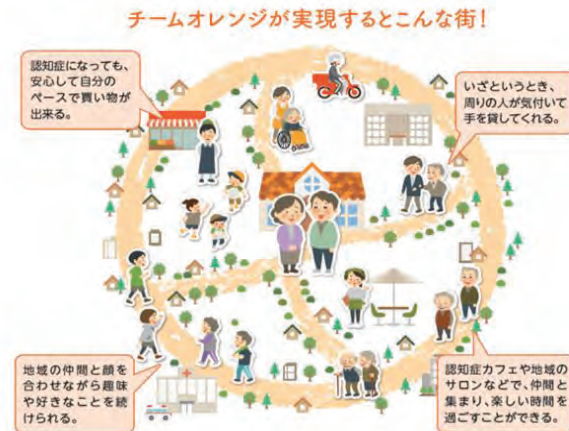 チームオレンジが実現するとこんな街！
認知症になっても、
安心して自分の
ペースで買い物が
出来る。
いざというとき、
周りの人が気付いて
手を貸してくれる。
地域の仲間と顔を
合わせながら趣味
や好きなことを続
けられる。
認知症カフェや地域の
サロンなどで、仲間と
集まり、楽しい時間を
過ごすことができる。